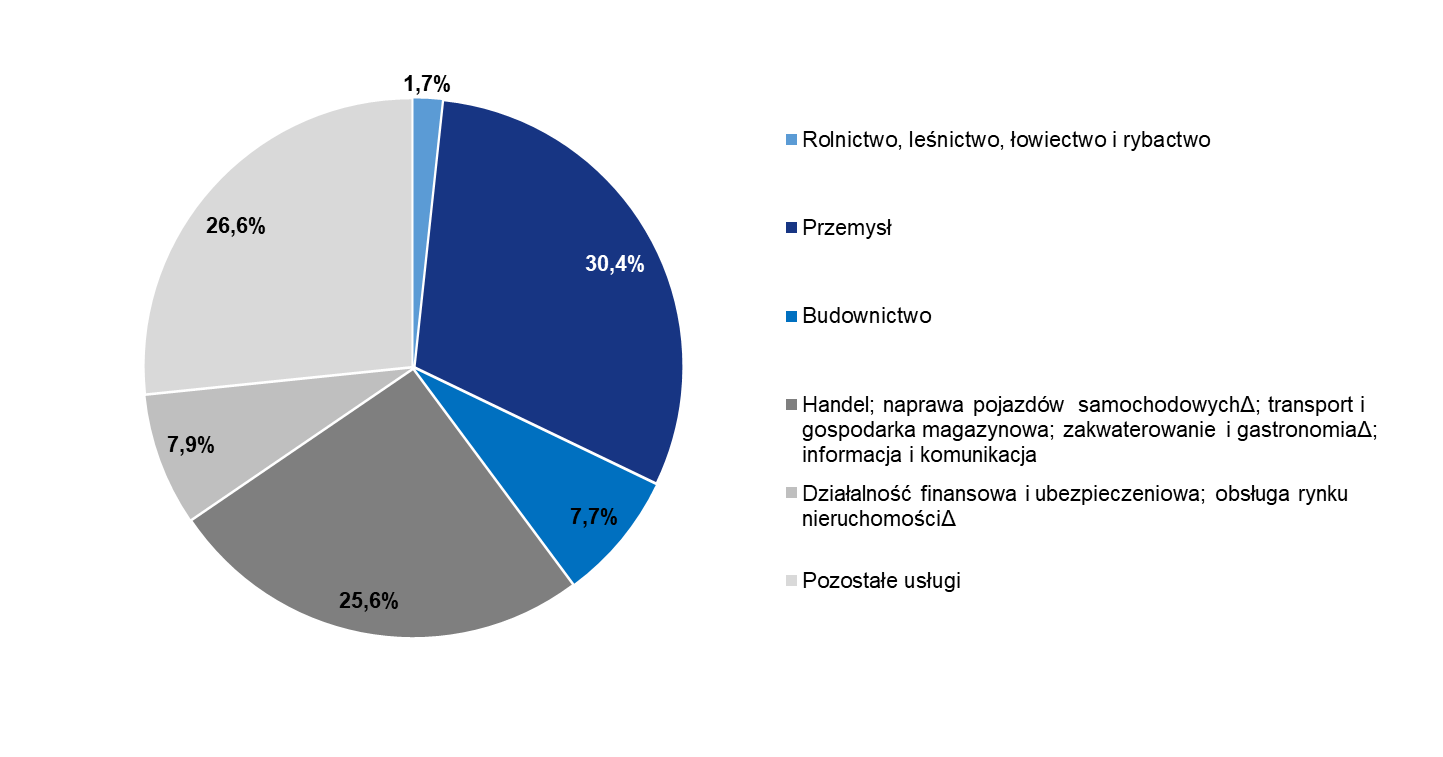 1,7%
30,4%
7,7%
25,6%
7,9%
26,6%
Rolnictwo, leśnictwo, łowiectwo i rybactwo
Przemysł
Budownictwo
Handel; naprawa pojazdów samochodowychΔ; transport i
gospodarka magazynowa; zakwaterowanie i gastronomiaΔ;
informacja i komunikacja
Działalność finansowa i ubezpieczeniowa; obsługa rynku
nieruchomościΔ
Pozostałe usługi